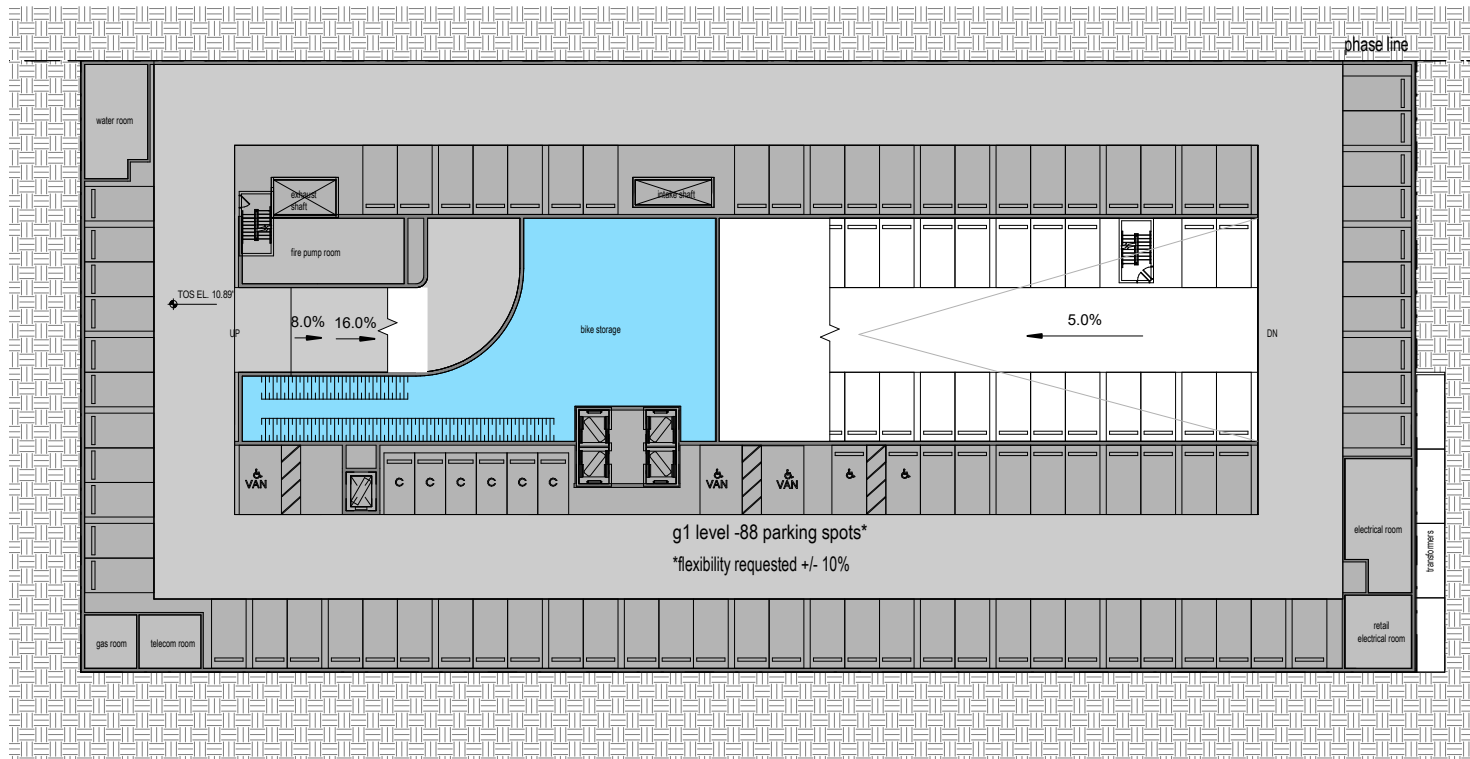 phase line
water room
exhaust
shaft
intake shaft
fire pump room
TOS EL. 10.89'
UP
8.0%
16.0%
bike storage
5.0%
DN
VAN
C
C
C
C
C
C
VAN
VAN
g1 level -88 parking spots*
*flexibility requested +/- 10%
electrical room
transformers
gas room
telecom room
retail
electrical room